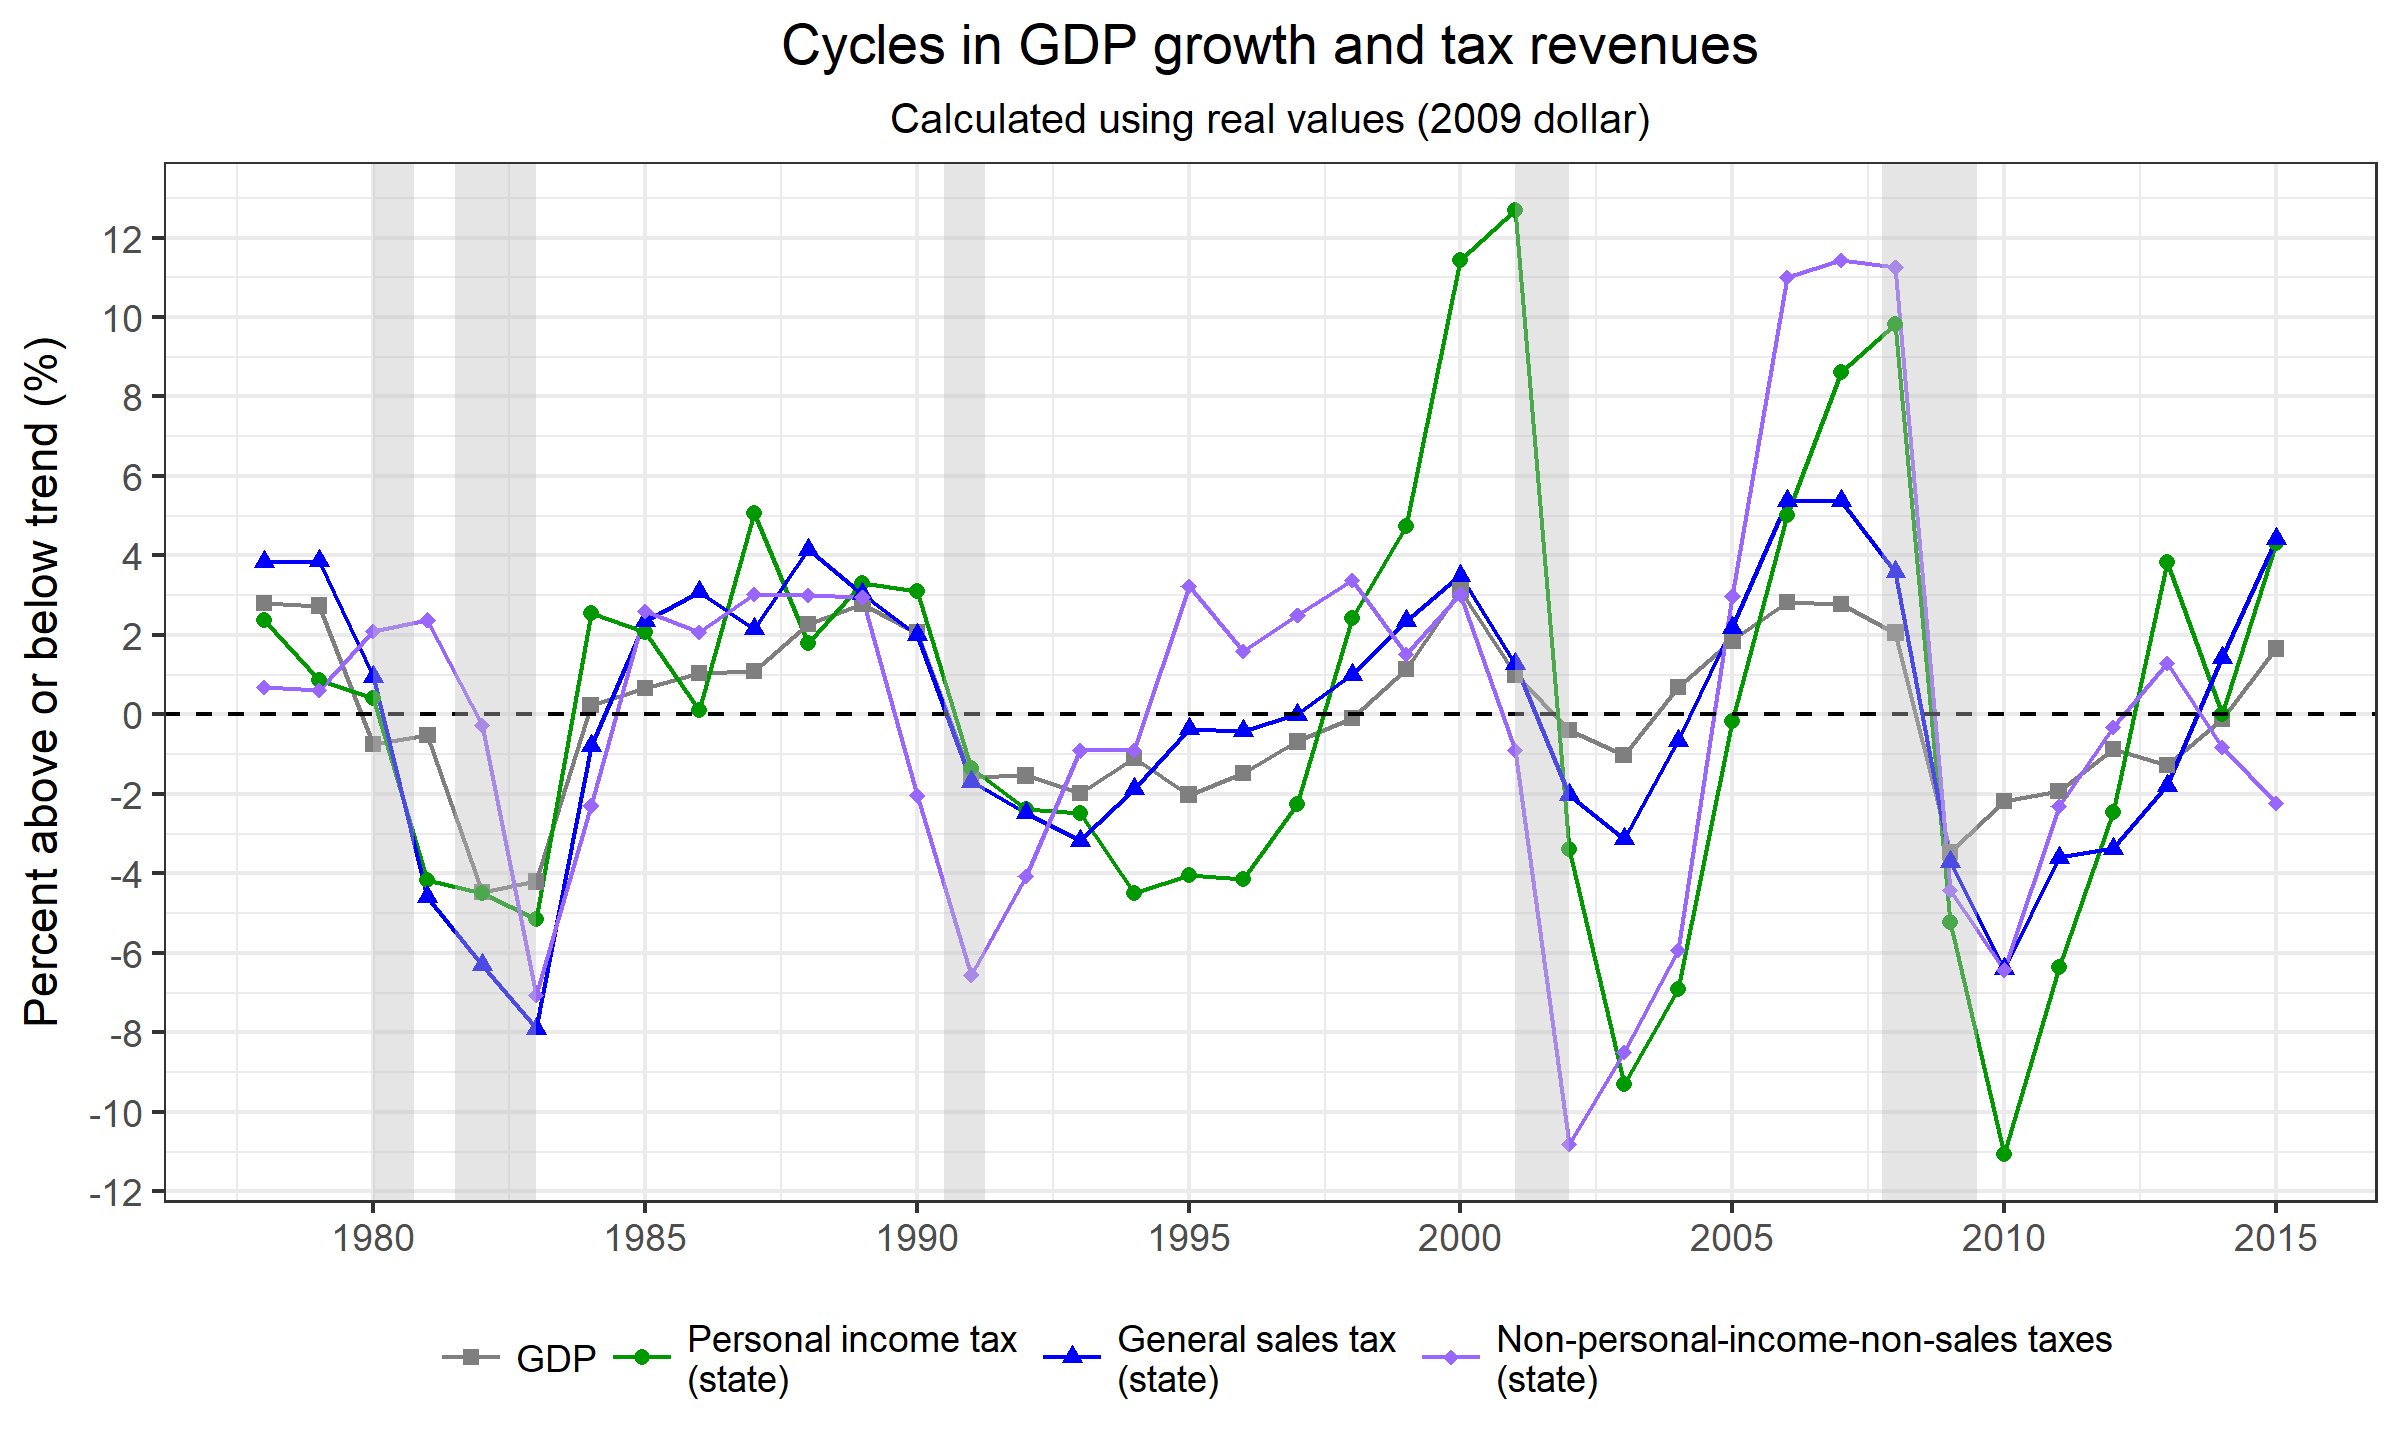 Cycles in GDP growth and tax revenues
Calculated using real values (2009 dollar)
Percent above or below trend (%)
12
10
8
6
4
2
0
-2
-4
-6
-8
-10
-12
1980 1985 1990 1995 2000 2005 2010 2015
GDP
Personal income tax
(state)
General sales tax
(state)
Non-personal-income-non-sales taxes
(state)